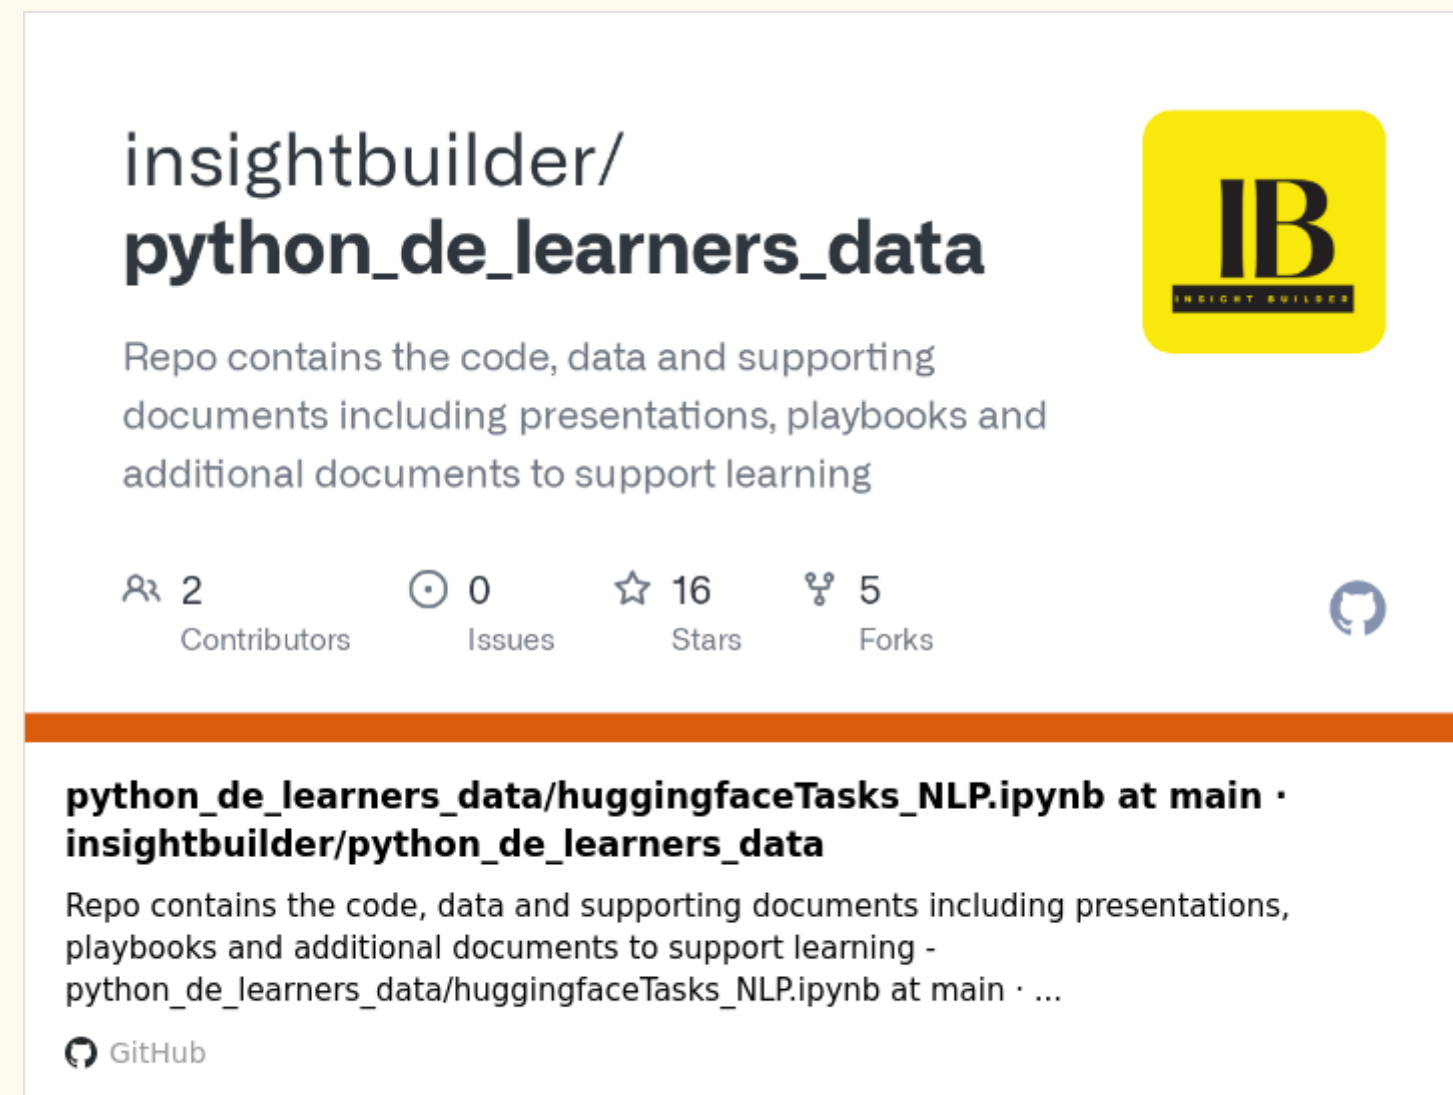 insightbuilder/
python_de_learners_data
IB
INSIGHT BUILDER
Repo contains the code, data and supporting
documents including presentations, playbooks and
additional documents to support learning
2
Contributors
0
Issues
16
Stars
5
Forks
python_de_learners_data/huggingfaceTasks_NLP.ipynb at main ·
insightbuilder/python_de_learners_data
Repo contains the code, data and supporting documents including presentations,
playbooks and additional documents to support learning -
python_de_learners_data/huggingfaceTasks_NLP.ipynb at main · ...
GitHub